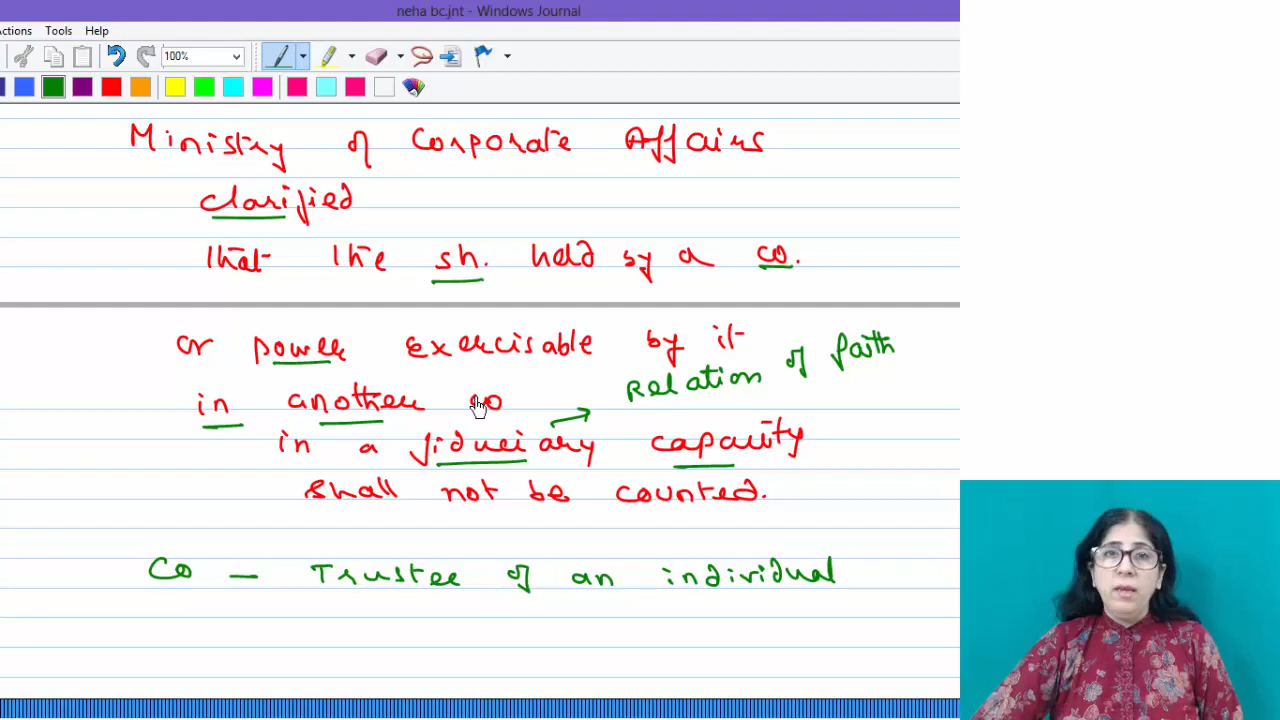 neha bc.jnt - Windows Journal
Actions Tools Help
100%
Ministry of Corporate Affairs
clarified
that the sh. held by a co.
or power exercisable by it
in another co
relation of faith
in a fiduciary capacity
shall not be counted.
Co - Trustee of an individual